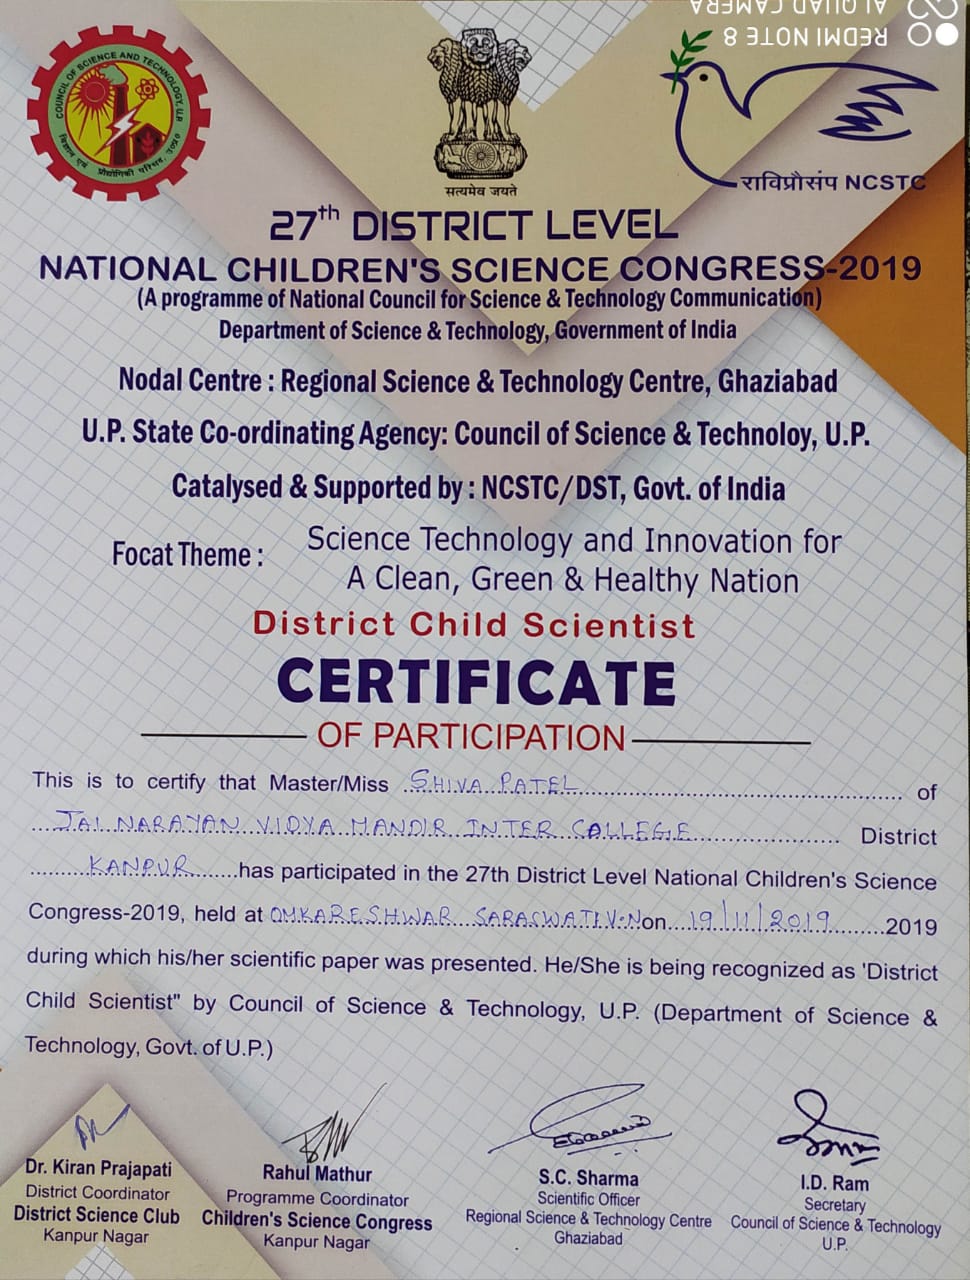 REDMI NOTE 8
AI QUAD CAMERA
COUNCIL OF SCIENCE AND TECHNOLOGY, U.P.
विज्ञान एवं प्रौद्योगिकी परिषद, उ०प्र०
सत्यमेव जयते
राविप्रौसंप NCSTC
27th DISTRICT LEVEL
NATIONAL CHILDREN'S SCIENCE CONGRESS-2019
(A programme of National Council for Science & Technology Communication)
Department of Science & Technology, Government of India
Nodal Centre : Regional Science & Technology Centre, Ghaziabad
U.P. State Co-ordinating Agency: Council of Science & Technoloy, U.P.
Catalysed & Supported by : NCSTC/DST, Govt. of India
Focat Theme : Science Technology and Innovation for
A Clean, Green & Healthy Nation
District Child Scientist
CERTIFICATE
OF PARTICIPATION
This is to certify that Master/Miss SHIVA PATEL of
JAI NARAYAN VIDYA MANDIR INTER COLLEGE District
KANPUR has participated in the 27th District Level National Children's Science
Congress-2019, held at OMKARESHWAR SARASWATI V.N on 19/11/2019 2019
during which his/her scientific paper was presented. He/She is being recognized as 'District
Child Scientist" by Council of Science & Technology, U.P. (Department of Science &
Technology, Govt. of U.P.)
Dr. Kiran Prajapati
District Coordinator
District Science Club
Kanpur Nagar
Rahul Mathur
Programme Coordinator
Children's Science Congress
Kanpur Nagar
S.C. Sharma
Scientific Officer
Regional Science & Technology Centre
Ghaziabad
I.D. Ram
Secretary
Council of Science & Technology
U.P.